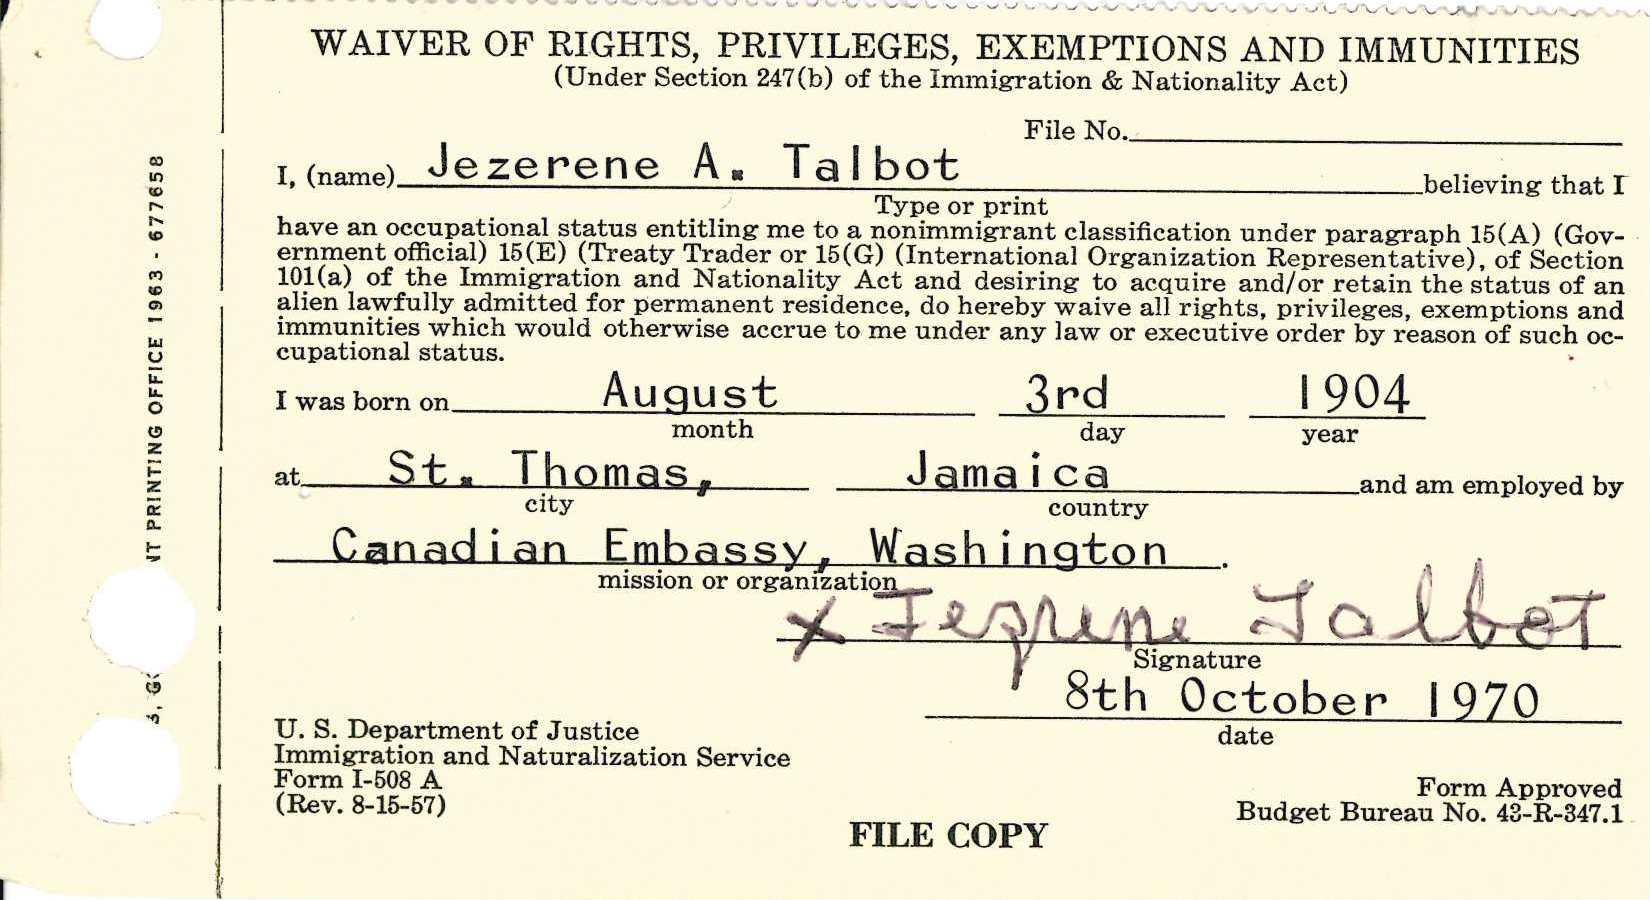 WAIVER OF RIGHTS, PRIVILEGES, EXEMPTIONS AND IMMUNITIES
(Under Section 247(b) of the Immigration & Nationality Act)
File No.
I, (name) Jezerene A. Talbot believing that I
Type or print
have an occupational status entitling me to a nonimmigrant classification under paragraph 15(A) (Gov-
ernment official) 15(E) (Treaty Trader or 15(G) (International Organization Representative), of Section
101(a) of the Immigration and Nationality Act and desiring to acquire and/or retain the status of an
alien lawfully admitted for permanent residence, do hereby waive all rights, privileges, exemptions and
immunities which would otherwise accrue to me under any law or executive order by reason of such oc-
cupational status.
I was born on August 3rd 1904
month day year
at St. Thomas, Jamaica and am employed by
city country
Canadian Embassy, Washington .
mission or organization
x Jezrene Talbot
Signature
8th October 1970
date
U. S. Department of Justice
Immigration and Naturalization Service
Form I-508 A
(Rev. 8-15-57)
Form Approved
Budget Bureau No. 43-R-347.1
FILE COPY
NT PRINTING OFFICE 1963 - 677658